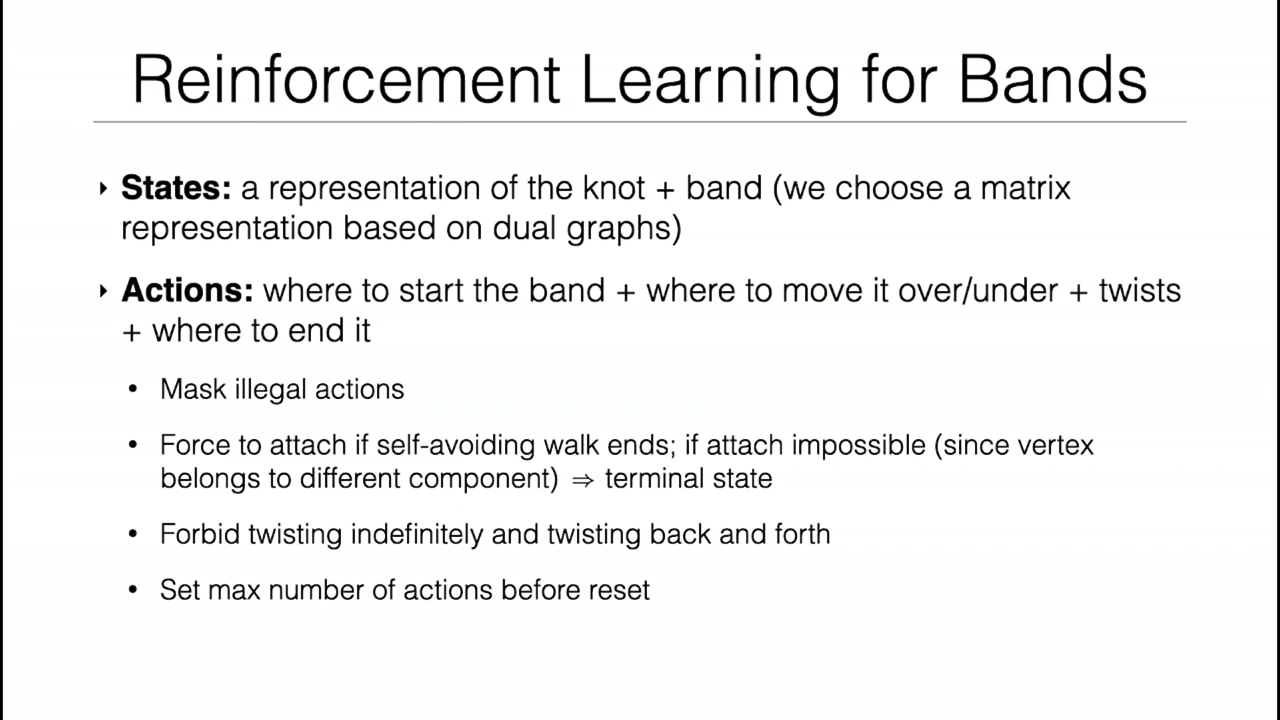 Reinforcement Learning for Bands
‣ States: a representation of the knot + band (we choose a matrix
representation based on dual graphs)
‣ Actions: where to start the band + where to move it over/under + twists
+ where to end it
• Mask illegal actions
• Force to attach if self-avoiding walk ends; if attach impossible (since vertex
belongs to different component) ⇒ terminal state
• Forbid twisting indefinitely and twisting back and forth
• Set max number of actions before reset